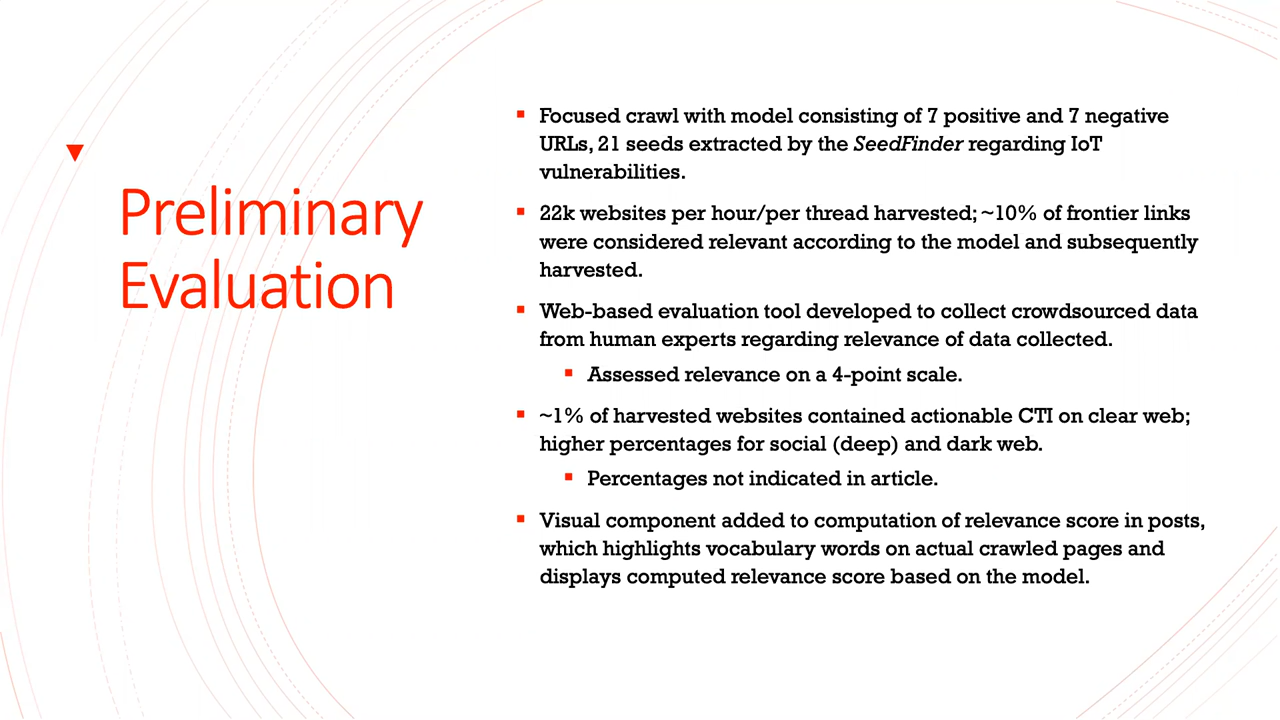 Preliminary
Evaluation
Focused crawl with model consisting of 7 positive and 7 negative
URLs, 21 seeds extracted by the SeedFinder regarding IoT
vulnerabilities.
22k websites per hour/per thread harvested; ~10% of frontier links
were considered relevant according to the model and subsequently
harvested.
Web-based evaluation tool developed to collect crowdsourced data
from human experts regarding relevance of data collected.
Assessed relevance on a 4-point scale.
~1% of harvested websites contained actionable CTI on clear web;
higher percentages for social (deep) and dark web.
Percentages not indicated in article.
Visual component added to computation of relevance score in posts,
which highlights vocabulary words on actual crawled pages and
displays computed relevance score based on the model.